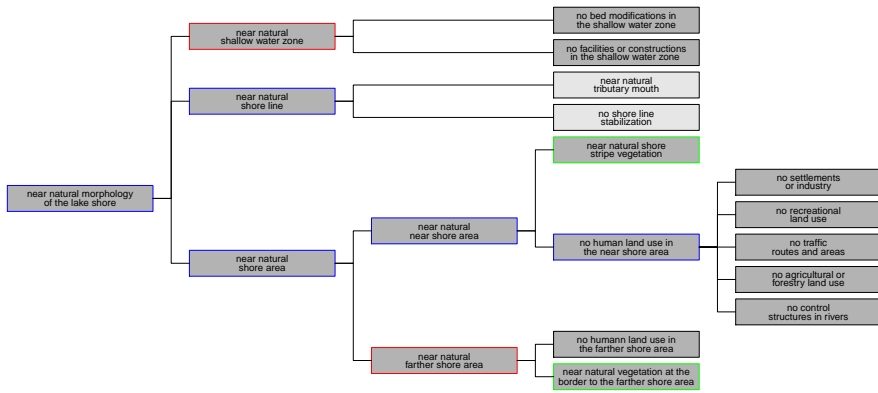 near natural
shallow water zone
no bed modifications in
the shallow water zone
no facilities or constructions
in the shallow water zone
near natural
shore line
near natural
tributary mouth
no shore line
stabilization
near natural morphology
of the lake shore
near natural
shore area
near natural
near shore area
near natural shore
stripe vegetation
no human land use in
the near shore area
no settlements
or industry
no recreational
land use
no traffic
routes and areas
no agricultural or
forestry land use
no control
structures in rivers
near natural
farther shore area
no humann land use in
the farther shore area
near natural vegetation at the
border to the farther shore area